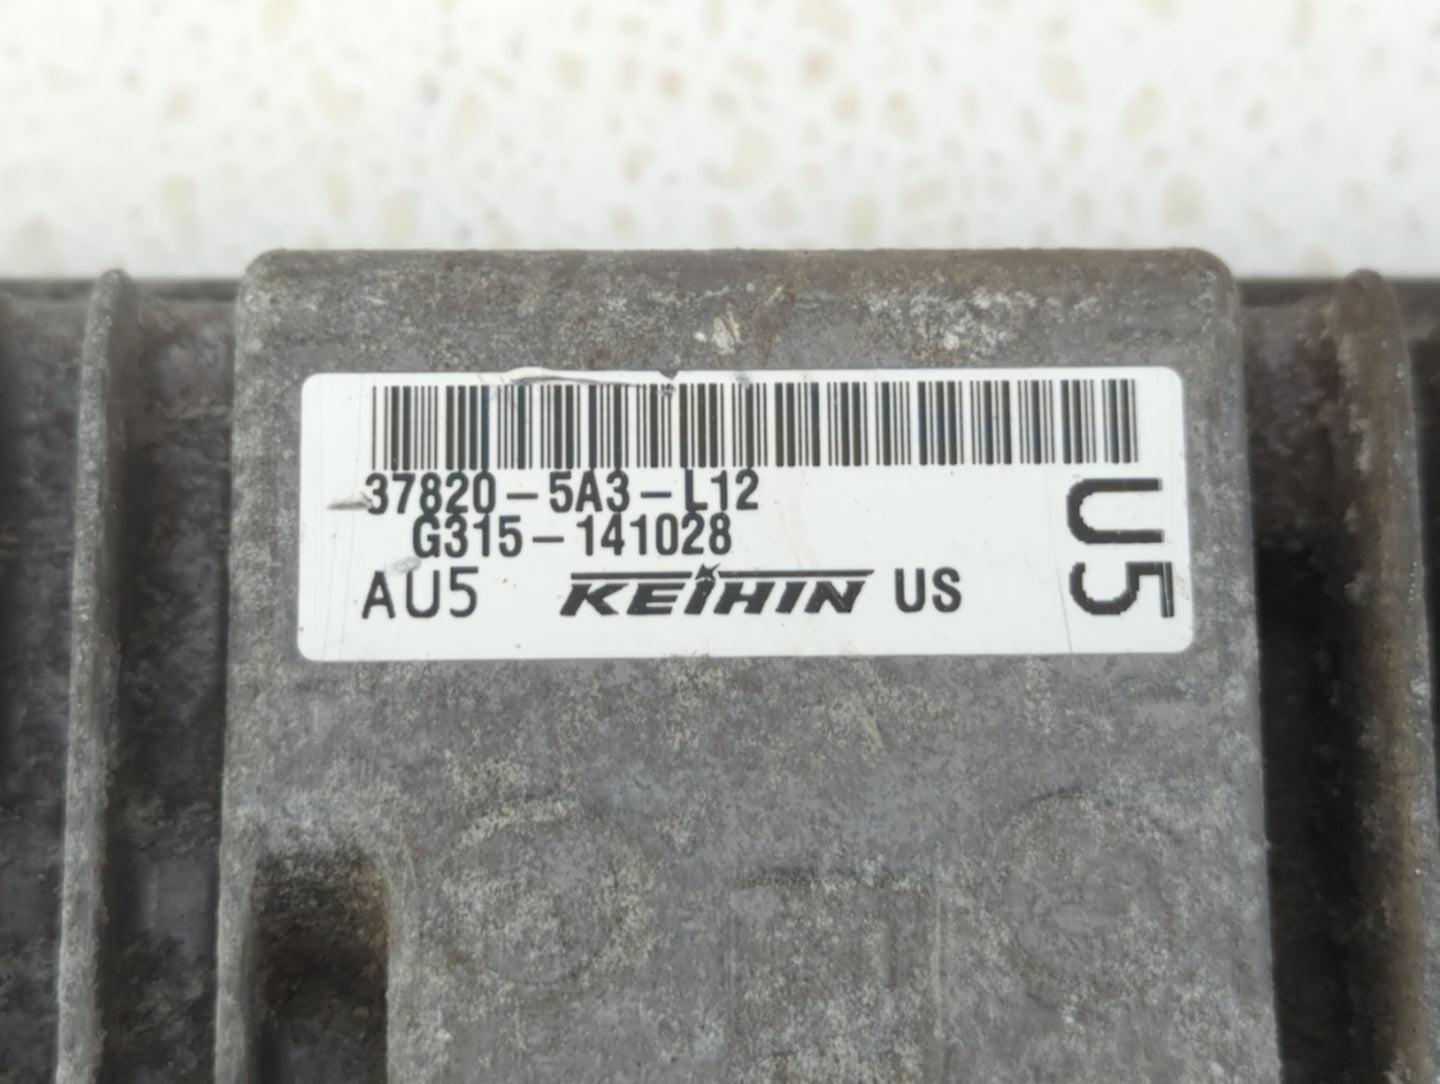 37820-5A3-L12
G315-141028
AU5 KEIHIN US
U5